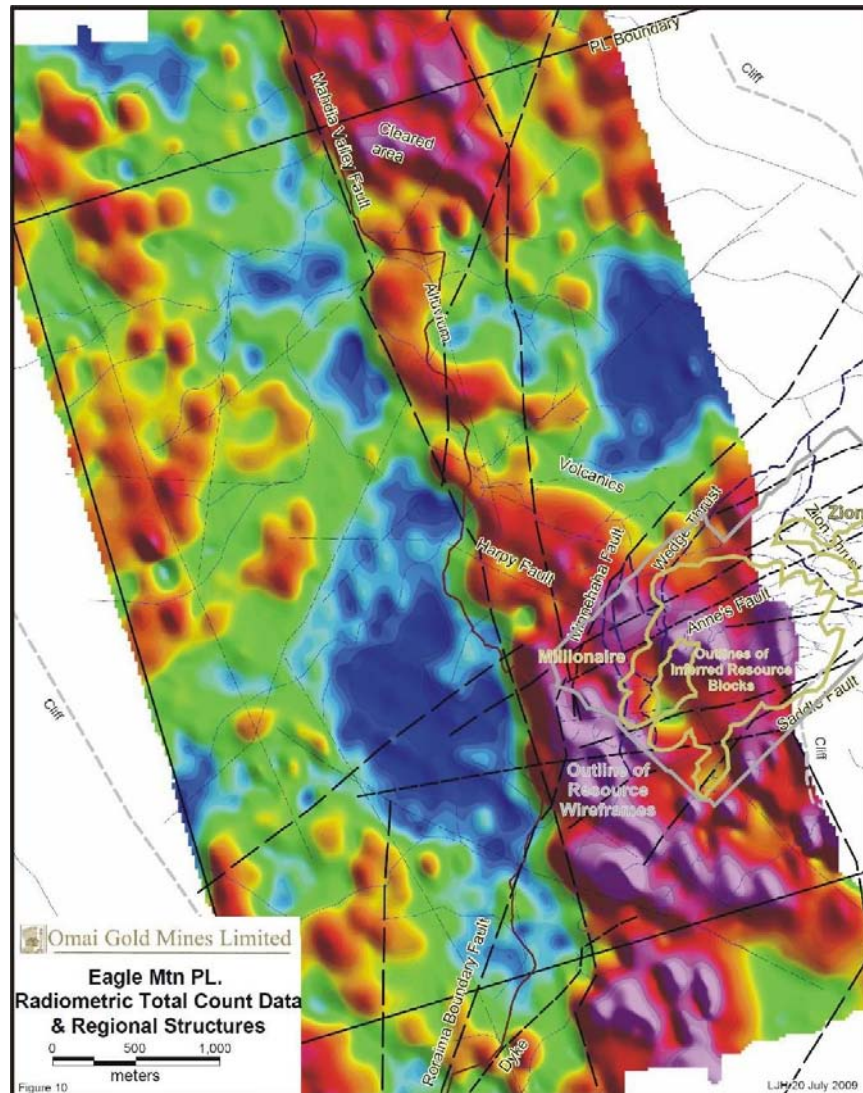 PL Boundary
Cliff
Mahdia Valley Fault
Cleared
area
Alluvium
Volcanics
Harpy Fault
Minnehaha Fault
Wedge Thrust
Zion
Zion Thrust
Anne's Fault
Millionaire
Outlines of
Inferred Resource
Blocks
Saddle Fault
Cliff
Cliff
Outline of
Resource
Wireframes
Roraima Boundary Fault
Dyke
Omai Gold Mines Limited
Eagle Mtn PL.
Radiometric Total Count Data
& Regional Structures
0 500 1,000
meters
Figure 10
LJH 20 July 2009